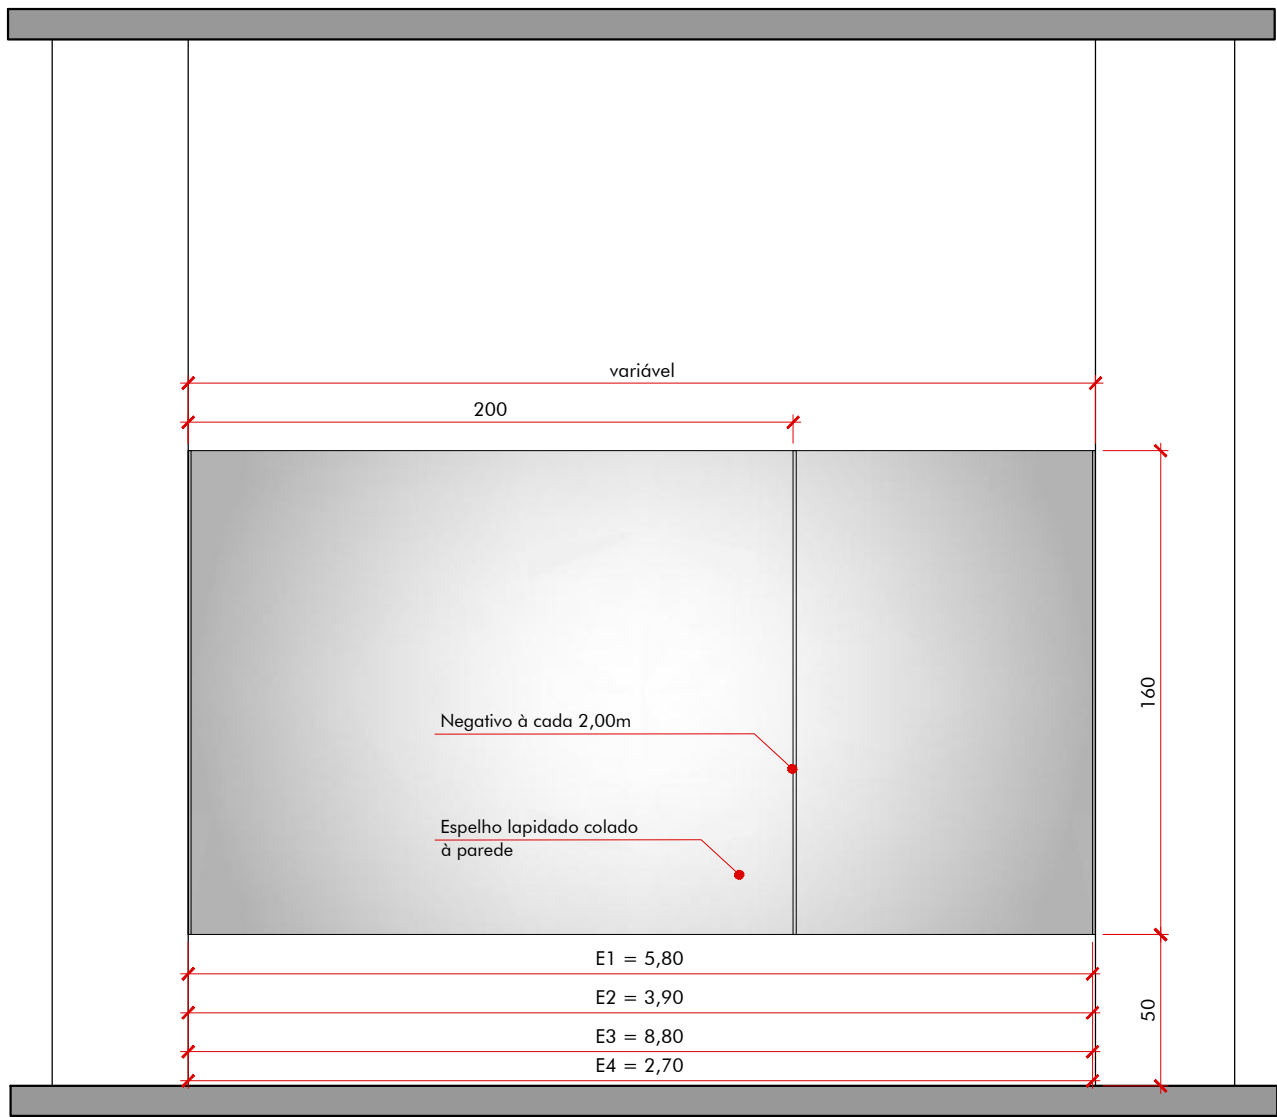 variável
200
160
Negativo à cada 2,00m
Espelho lapidado colado
à parede
E1 = 5,80
E2 = 3,90
50
E3 = 8,80
E4 = 2,70